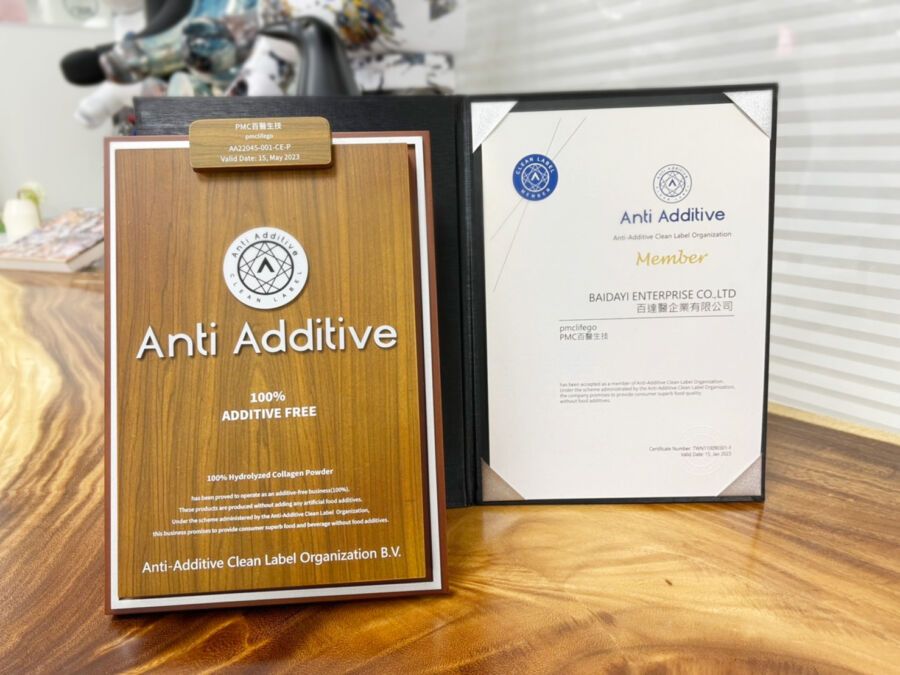 PMC百醫生技
pmclifego
AA22045-001-CE-P
Valid Date: 15, May 2023
Anti Additive
CLEAN LABEL
Anti Additive
100%
ADDITIVE FREE
100% Hydrolyzed Collagen Powder
has been proved to operate as an additive-free business(100%).
These products are produced without adding any artificial food additives.
Under the scheme administered by the Anti-Additive Clean Label Organization,
this business promises to provide consumer superb food and beverage without food additives.
Anti-Additive Clean Label Organization B.V.
CLEAN LABEL
MEMBER
Anti Additive
Anti-Additive Clean Label Organization
Member
BAIDAYI ENTERPRISE CO.,LTD
百達醫企業有限公司
pmclifego
PMC百醫生技
has been accepted as a member of Anti-Additive Clean Label Organization.
Under the scheme administered by the Anti-Additive Clean Label Organization,
the company promises to provide consumer superb food quality
without food additives.
Certificate Number:
Valid Date: 15, Jan 2023